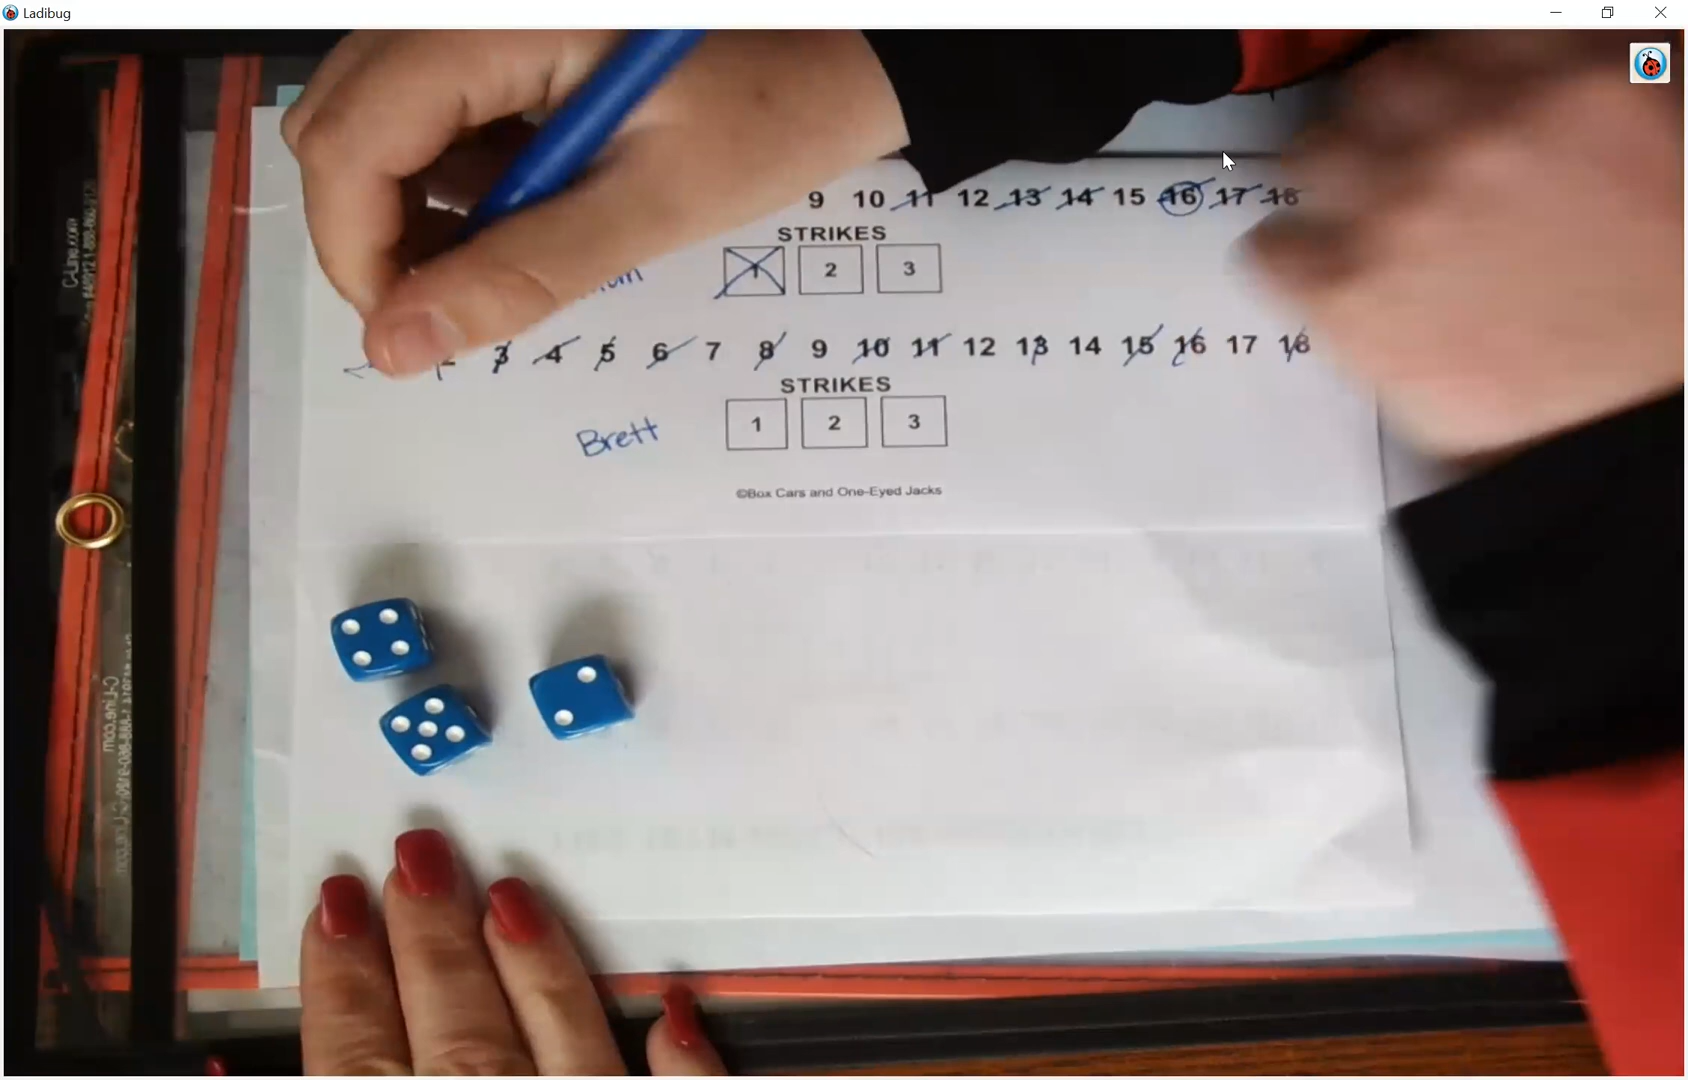 Ladibug
9 10 11 12 13 14 15 16 17 18
STRIKES
1 2 3
3 4 5 6 7 8 9 10 11 12 13 14 15 16 17 18
STRIKES
Brett
1 2 3
©Box Cars and One-Eyed Jacks
C-Line.com